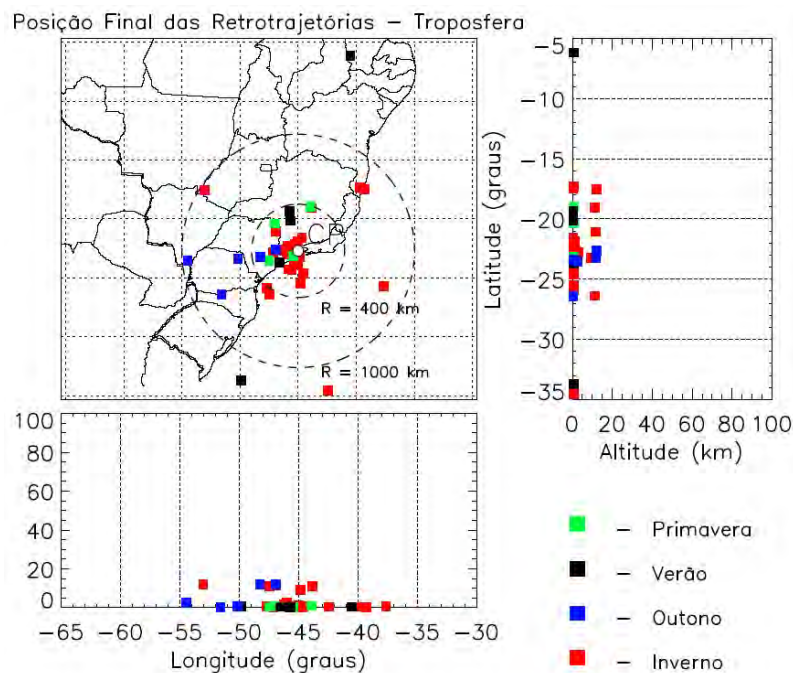 Posição Final das Retrotrajetórias – Troposfera
R = 400 km
R = 1000 km
-5
-10
-15
-20
-25
-30
-35
Latitude (graus)
0 20 40 60 80 100
Altitude (km)
100
80
60
40
20
0
-65 -60 -55 -50 -45 -40 -35 -30
Longitude (graus)
– Primavera
– Verão
– Outono
– Inverno